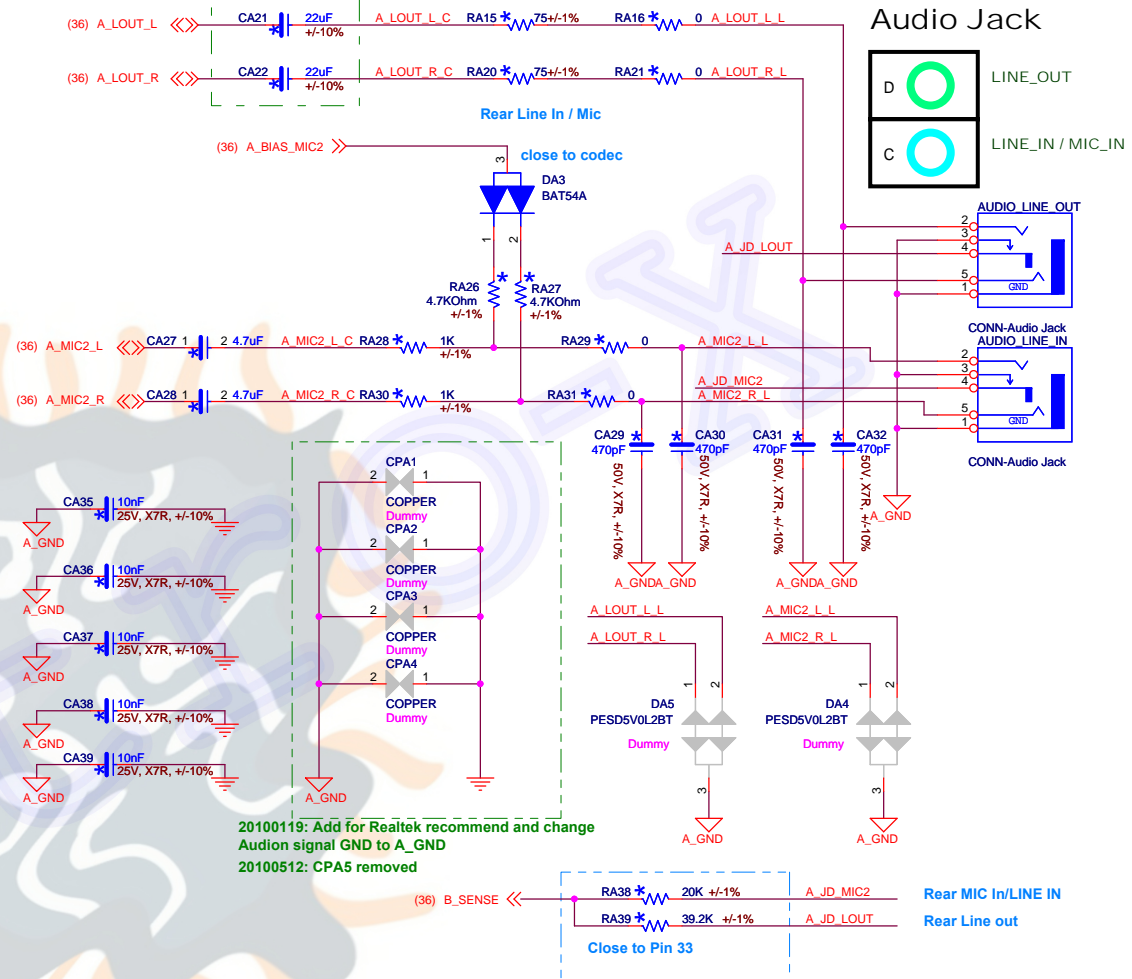 Audio Jack
(36) A_LOUT_L CA21 22uF +/-10% A_LOUT_L_C RA15 75+/-1% RA16 0 A_LOUT_L_L
(36) A_LOUT_R CA22 22uF +/-10% A_LOUT_R_C RA20 75+/-1% RA21 0 A_LOUT_R_L
D LINE_OUT
C LINE_IN / MIC_IN
Rear Line In / Mic
(36) A_BIAS_MIC2
close to codec
3
DA3
BAT54A
1 2
AUDIO_LINE_OUT
2
3
4
5
1
GND
A_JD_LOUT
CONN-Audio Jack
RA26
4.7KOhm
+/-1%
RA27
4.7KOhm
+/-1%
(36) A_MIC2_L CA27 1 2 4.7uF A_MIC2_L_C RA28 1K +/-1% RA29 0 A_MIC2_L_L
(36) A_MIC2_R CA28 1 2 4.7uF A_MIC2_R_C RA30 1K +/-1% RA31 0 A_MIC2_R_L
A_JD_MIC2
AUDIO_LINE_IN
2
3
4
5
1
GND
CONN-Audio Jack
CA29
470pF
50V, X7R, +/-10%
CA30
470pF
50V, X7R, +/-10%
CA31
470pF
50V, X7R, +/-10%
CA32
470pF
50V, X7R, +/-10%
A_GND
A_GND A_GND A_GND A_GND
CA35 10nF
25V, X7R, +/-10%
A_GND
CA36 10nF
25V, X7R, +/-10%
A_GND
CA37 10nF
25V, X7R, +/-10%
A_GND
CA38 10nF
25V, X7R, +/-10%
A_GND
CA39 10nF
25V, X7R, +/-10%
A_GND
CPA1
2 1
COPPER
Dummy
CPA2
2 1
COPPER
Dummy
CPA3
2 1
COPPER
Dummy
CPA4
2 1
COPPER
Dummy
A_GND
20100119: Add for Realtek recommend and change
Audion signal GND to A_GND
20100512: CPA5 removed
A_LOUT_L_L
A_LOUT_R_L
1 2
DA5
PESD5V0L2BT
Dummy
3
A_GND
A_MIC2_L_L
A_MIC2_R_L
1 2
DA4
PESD5V0L2BT
Dummy
3
A_GND
(36) B_SENSE RA38 20K +/-1% A_JD_MIC2 Rear MIC In/LINE IN
RA39 39.2K +/-1% A_JD_LOUT Rear Line out
Close to Pin 33